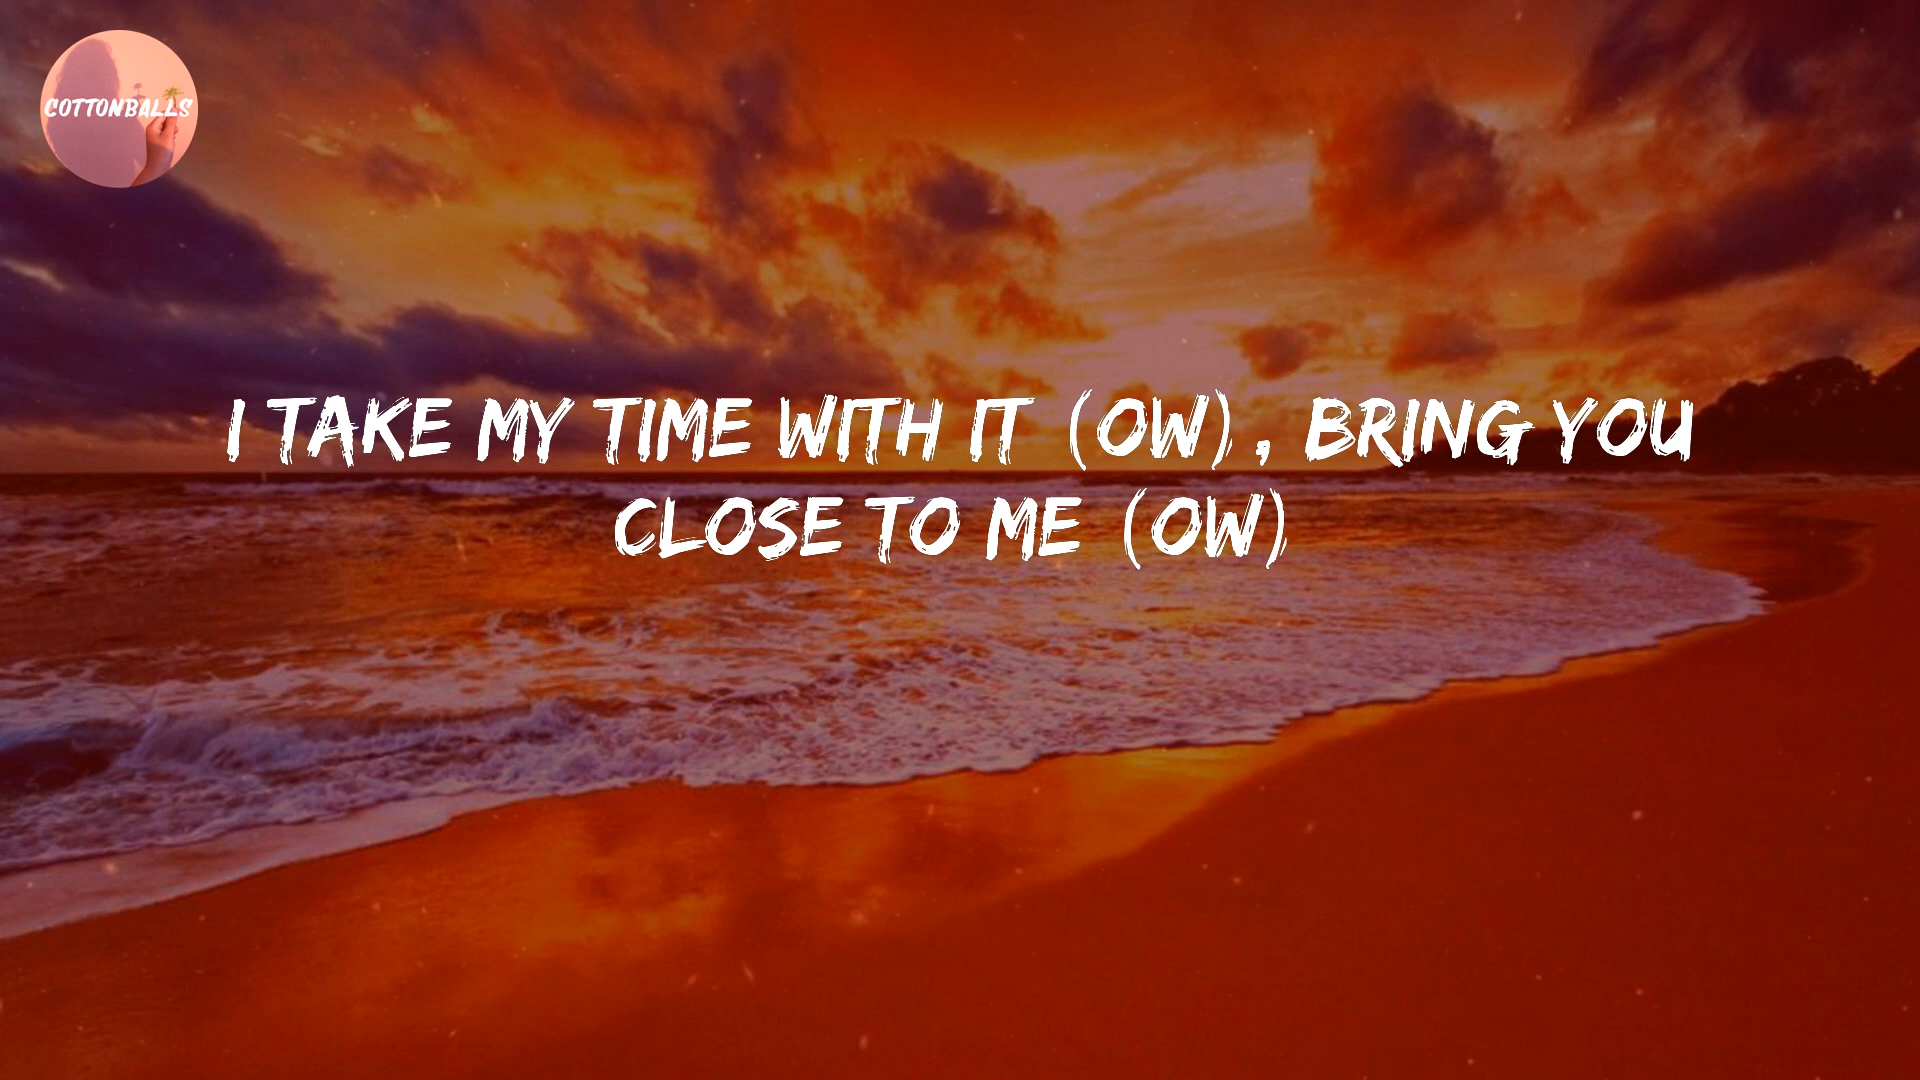 COTTONBALLS
I TAKE MY TIME WITH IT (OW), BRING YOU
CLOSE TO ME (OW)